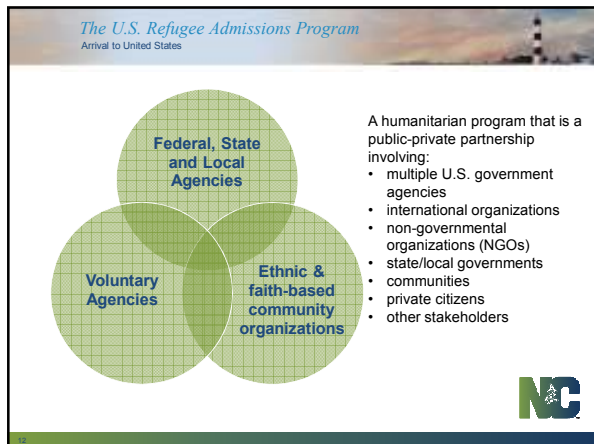 The U.S. Refugee Admissions Program
Arrival to United States
Federal, State
and Local
Agencies
Voluntary
Agencies
Ethnic &
faith-based
community
organizations
A humanitarian program that is a
public-private partnership
involving:
• multiple U.S. government
agencies
• international organizations
• non-governmental
organizations (NGOs)
• state/local governments
• communities
• private citizens
• other stakeholders
NC
12